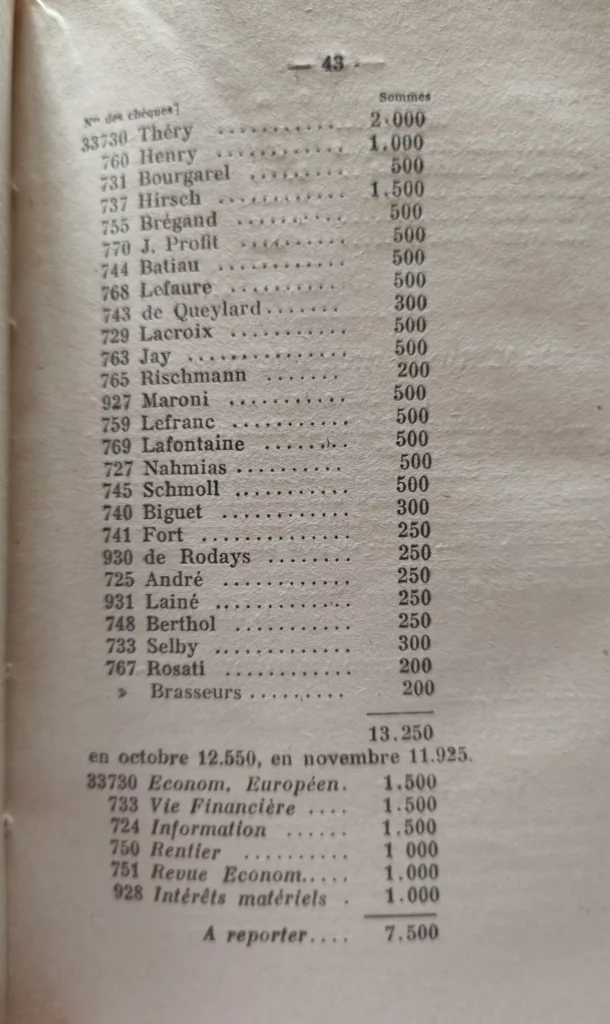 — 43 —
Nos des chèques Sommes
33730 Théry ............ 2.000
760 Henry ............ 1.000
731 Bourgarel ......... 500
737 Hirsch ............ 1.500
755 Brégand .......... 500
770 J. Profit .......... 500
744 Batiau ............ 500
768 Lefaure .......... 500
743 de Queylard....... 300
729 Lacroix .......... 500
763 Jay .............. 500
765 Rischmann ....... 200
927 Maroni .......... 500
759 Lefranc .......... 500
769 Lafontaine ........ 500
727 Nahmias .......... 500
745 Schmoll .......... 500
740 Biguet ........... 300
741 Fort ............. 250
930 de Rodays ........ 250
725 André ........... 250
931 Lainé ............ 250
748 Berthol .......... 250
733 Selby ............ 300
767 Rosati ........... 200
» Brasseurs ......... 200
13.250
en octobre 12.550, en novembre 11.925.
33730 Econom. Européen. 1.500
733 Vie Financière .... 1.500
724 Information ...... 1.500
750 Rentier .......... 1 000
751 Revue Econom..... 1.000
928 Intérêts matériels . 1.000
A reporter.... 7.500